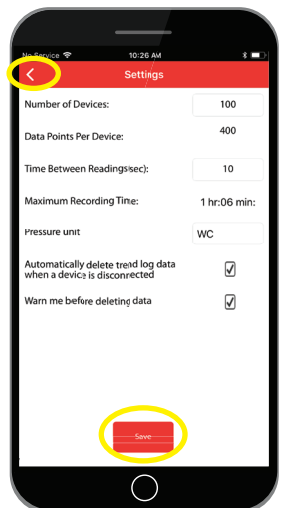 No Service 10:26 AM
Settings
Number of Devices: 100
Data Points Per Device: 400
Time Between Readings(sec): 10
Maximum Recording Time: 1 hr:06 min:
Pressure unit WC
Automatically delete trend log data
when a device is disconnected
Warn me before deleting data
Save